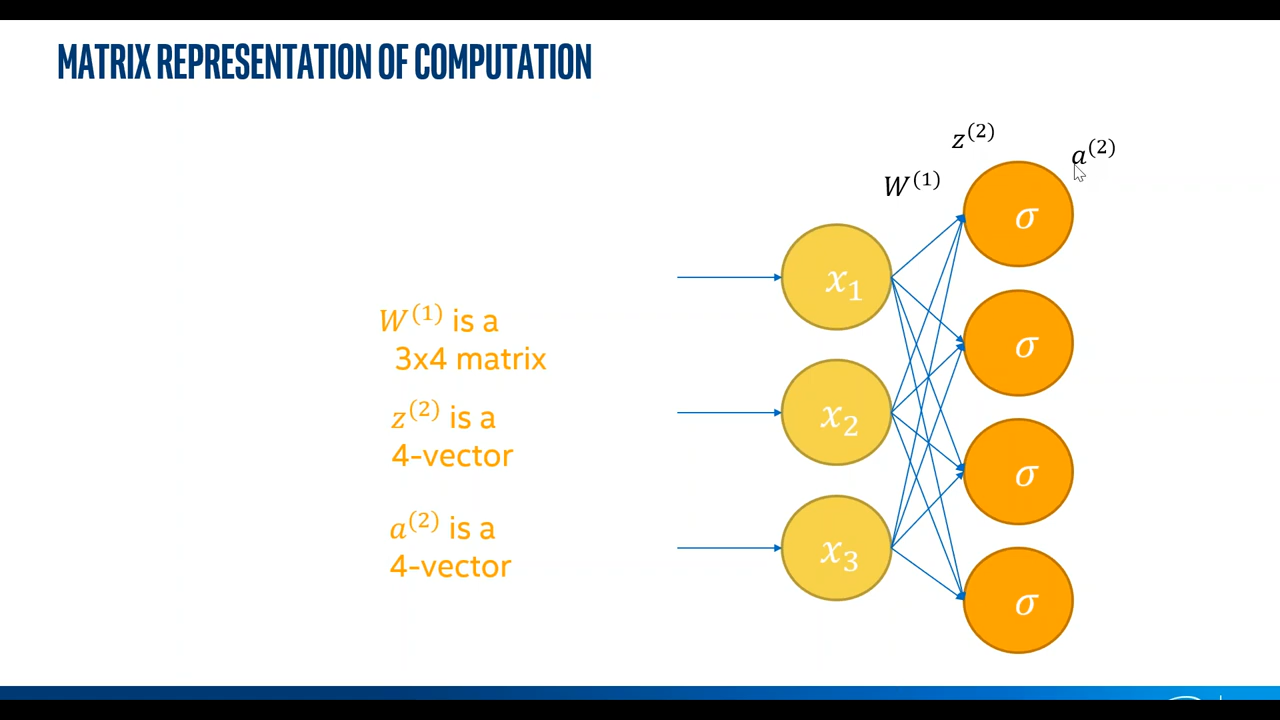 MATRIX REPRESENTATION OF COMPUTATION
z⁽²⁾
a⁽²⁾
W⁽¹⁾
W⁽¹⁾ is a
3x4 matrix
z⁽²⁾ is a
4-vector
a⁽²⁾ is a
4-vector
x₁
x₂
x₃
σ
σ
σ
σ